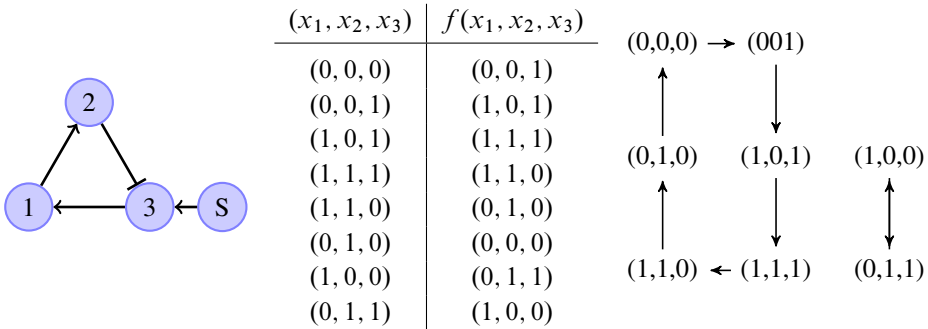 2
1
3
S
(x₁, x₂, x₃) f(x₁, x₂, x₃)
(0, 0, 0) (0, 0, 1)
(0, 0, 1) (1, 0, 1)
(1, 0, 1) (1, 1, 1)
(1, 1, 1) (1, 1, 0)
(1, 1, 0) (0, 1, 0)
(0, 1, 0) (0, 0, 0)
(1, 0, 0) (0, 1, 1)
(0, 1, 1) (1, 0, 0)
(0,0,0) (001)
(0,1,0) (1,0,1) (1,0,0)
(1,1,0) (1,1,1) (0,1,1)